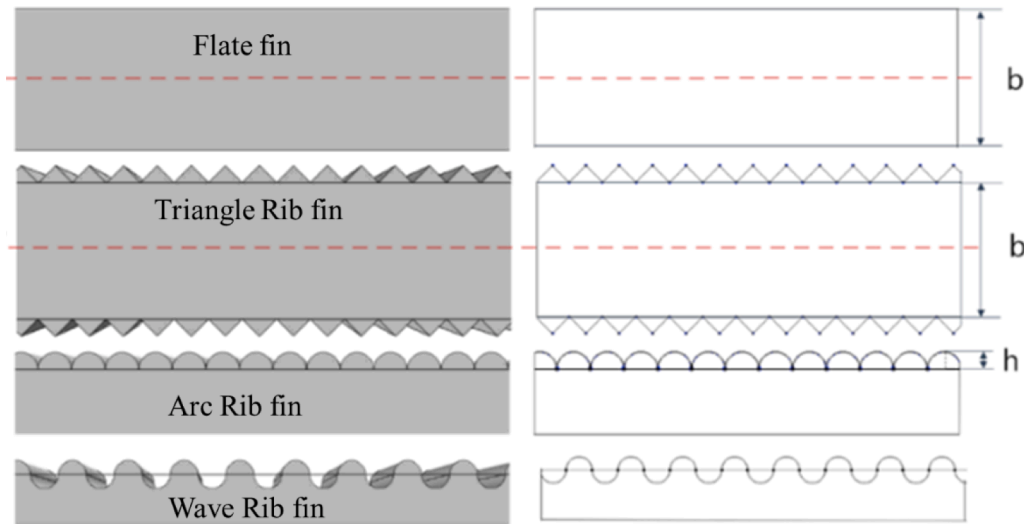 Flate fin
b
Triangle Rib fin
b
h
Arc Rib fin
Wave Rib fin